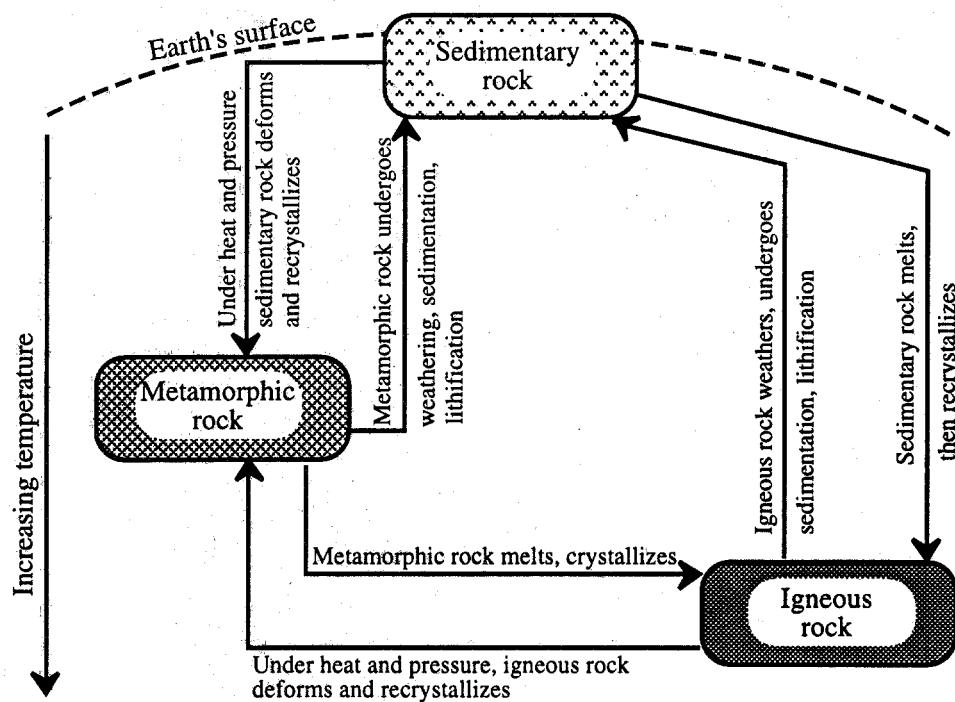 Earth's surface
Sedimentary
rock
Under heat and pressure
sedimentary rock deforms
and recrystallizes
Metamorphic rock undergoes
weathering, sedimentation,
lithification
Igneous rock weathers, undergoes
sedimentation, lithification
Sedimentary rock melts,
then recrystallizes
Increasing temperature
Metamorphic
rock
Metamorphic rock melts, crystallizes
Igneous
rock
Under heat and pressure, igneous rock
deforms and recrystallizes